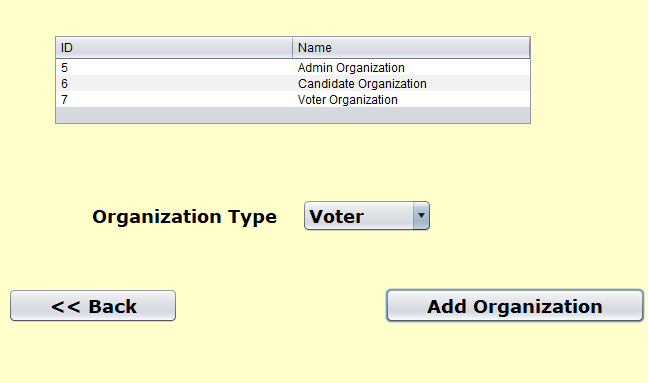 ID Name
5 Admin Organization
6 Candidate Organization
7 Voter Organization
Organization Type Voter
<< Back Add Organization